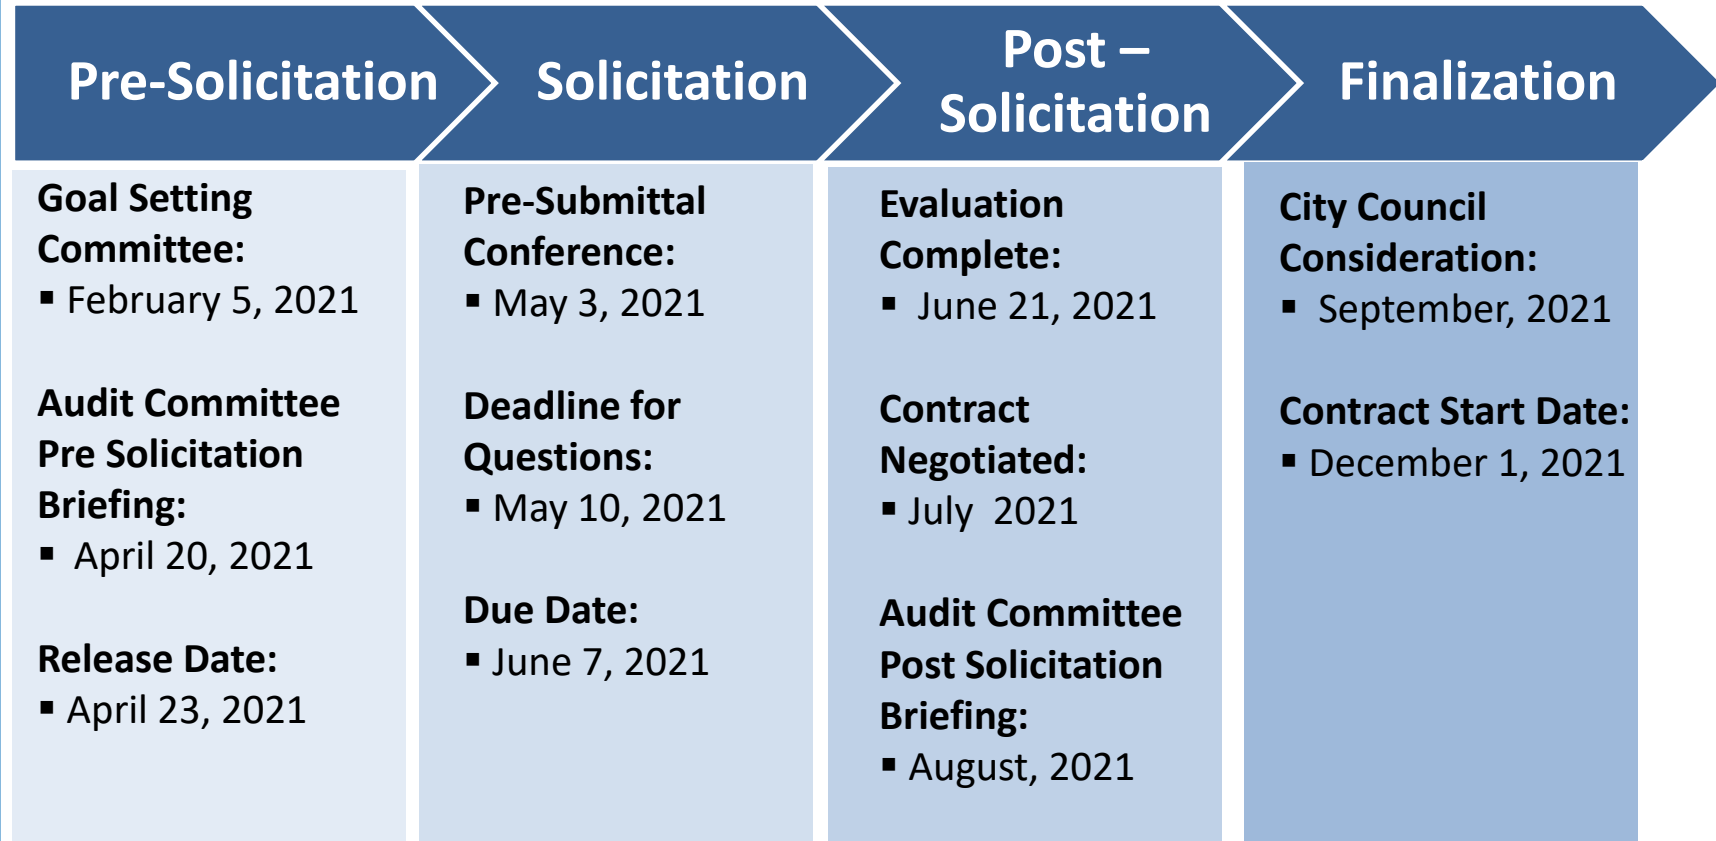 Pre-Solicitation
Solicitation
Post –
Solicitation
Finalization
Goal Setting
Committee:
▪ February 5, 2021
Audit Committee
Pre Solicitation
Briefing:
▪ April 20, 2021
Release Date:
▪ April 23, 2021
Pre-Submittal
Conference:
▪ May 3, 2021
Deadline for
Questions:
▪ May 10, 2021
Due Date:
▪ June 7, 2021
Evaluation
Complete:
▪ June 21, 2021
Contract
Negotiated:
▪ July  2021
Audit Committee
Post Solicitation
Briefing:
▪ August, 2021
City Council
Consideration:
▪ September, 2021
Contract Start Date:
▪ December 1, 2021